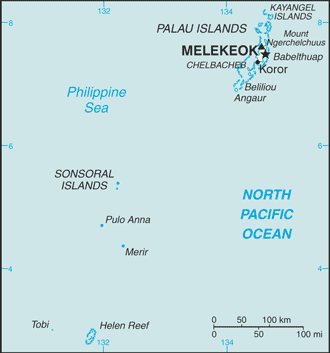 132
134
KAYANGEL
ISLANDS
8
8
PALAU ISLANDS
Mount
Ngerchelchuus
MELEKEOK
Babelthuap
CHELBACHEB
Koror
Beliliou
Angaur
Philippine
Sea
6
6
SONSORAL
ISLANDS
NORTH
PACIFIC
OCEAN
Pulo Anna
Merir
4
4
Tobi
Helen Reef
0 50 100 km
0 50 100 mi
132
134